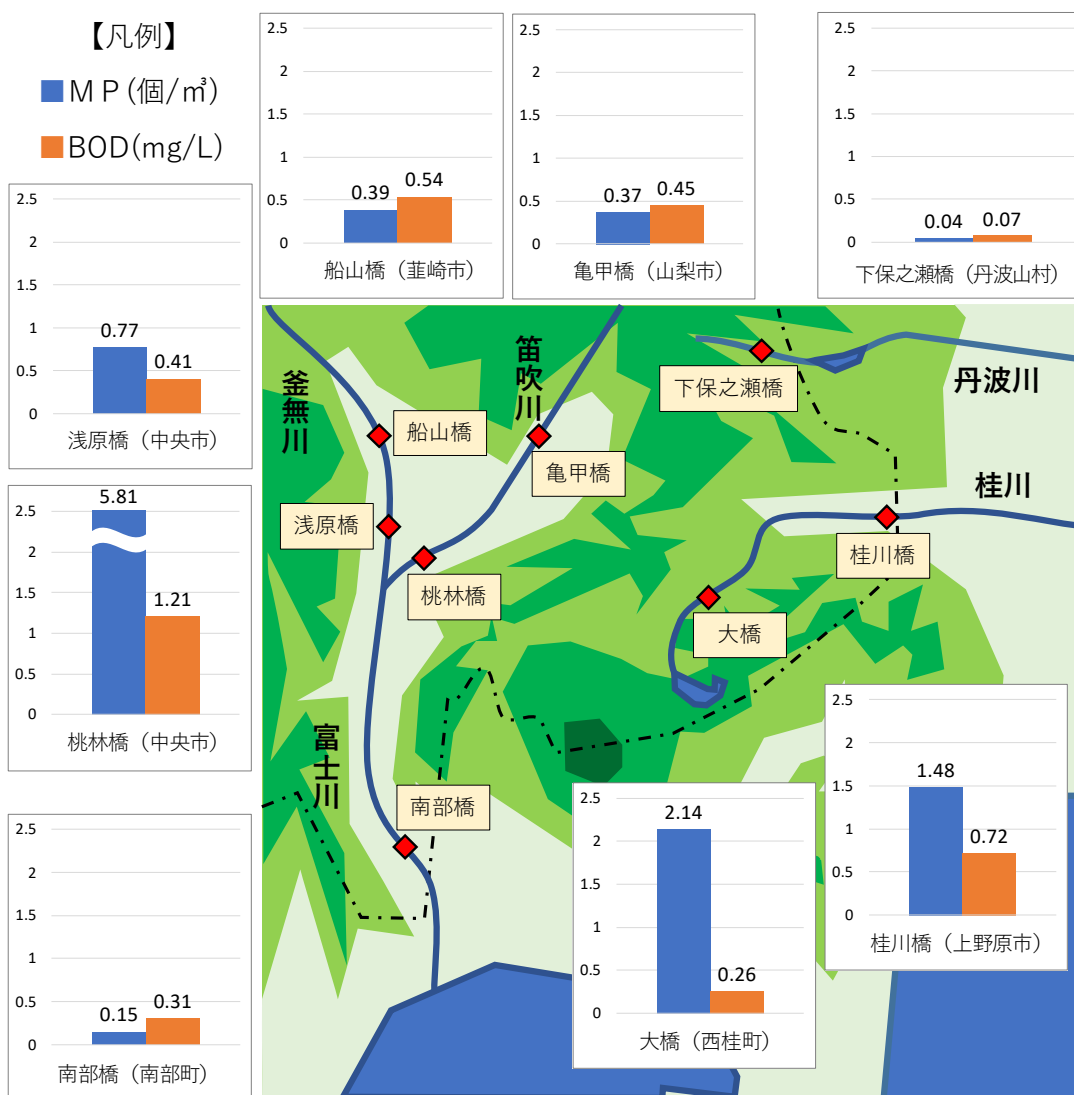 【凡例】
ＭＰ(個/㎥)
BOD(mg/L)
2.5
2
1.5
1
0.5
0
0.39
0.54
船山橋（韮崎市）
2.5
2
1.5
1
0.5
0
0.37
0.45
亀甲橋（山梨市）
2.5
2
1.5
1
0.5
0
0.04
0.07
下保之瀬橋（丹波山村）
2.5
2
1.5
1
0.5
0
0.77
0.41
浅原橋（中央市）
5.81
2.5
2
1.5
1
0.5
0
1.21
桃林橋（中央市）
2.5
2
1.5
1
0.5
0
0.15
0.31
南部橋（南部町）
釜無川
笛吹川
丹波川
桂川
富士川
船山橋
亀甲橋
下保之瀬橋
浅原橋
桃林橋
桂川橋
大橋
南部橋
2.5
2
1.5
1
0.5
0
2.14
0.26
大橋（西桂町）
2.5
2
1.5
1
0.5
0
1.48
0.72
桂川橋（上野原市）